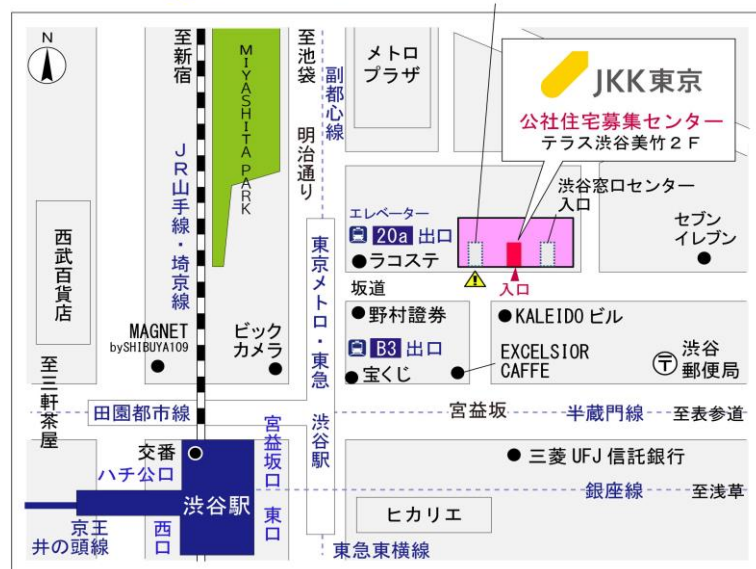 N
至新宿
MIYASHITA PARK
至池袋
副都心線
明治通り
メトロ
プラザ
JKK東京
公社住宅募集センター
テラス渋谷美竹2F
JR山手線・埼京線
エレベーター
20a 出口
ラコステ
渋谷窓口センター
入口
セブン
イレブン
西武百貨店
東京メトロ・東急
渋谷駅
坂道
入口
野村證券
KALEIDO ビル
MAGNET
bySHIBUYA109
ビック
カメラ
B3 出口
EXCELSIOR
CAFFE
宝くじ
〒
渋谷
郵便局
至三軒茶屋
田園都市線
宮益坂
半蔵門線
至表参道
交番
ハチ公口
宮益坂口
三菱 UFJ 信託銀行
渋谷駅
銀座線
至浅草
京王
井の頭線
西口
東口
ヒカリエ
東急東横線